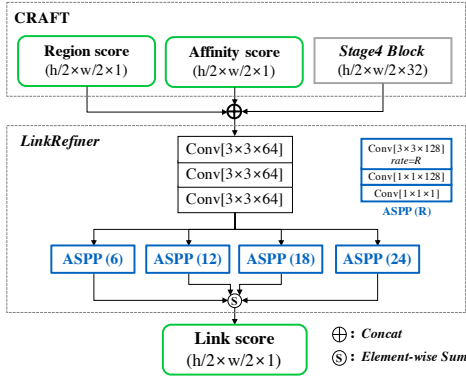 CRAFT
Region score
(h/2×w/2×1)
Affinity score
(h/2×w/2×1)
Stage4 Block
(h/2×w/2×32)
LinkRefiner
Conv[3×3×64]
Conv[3×3×64]
Conv[3×3×64]
Conv[3×3×128]
rate=R
Conv[1×1×128]
Conv[1×1×1]
ASPP (R)
ASPP (6)
ASPP (12)
ASPP (18)
ASPP (24)
S
Link score
(h/2×w/2×1)
⊕ : Concat
Ⓢ : Element-wise Sum